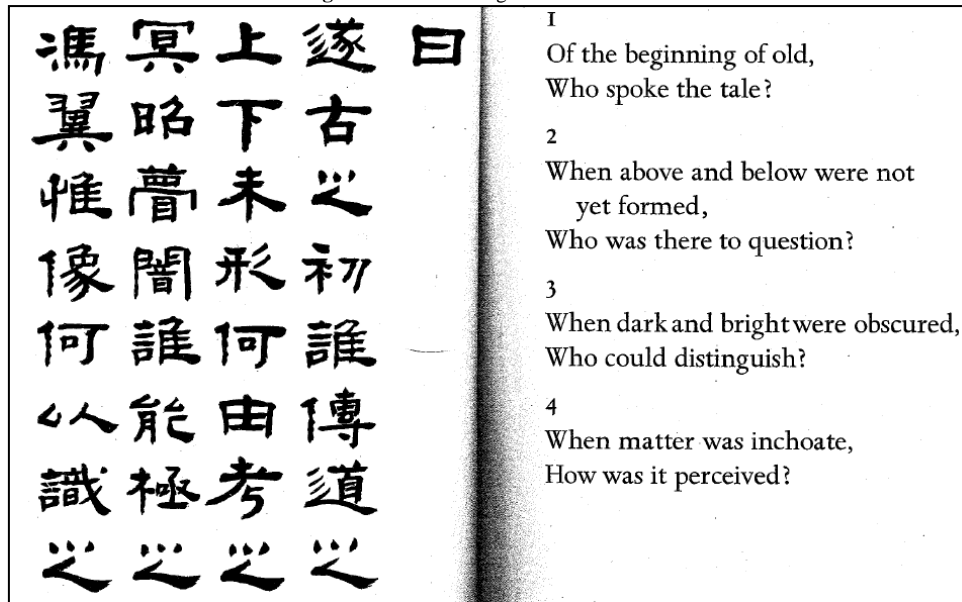 曰
遂古之初誰傳道之
上下未形何由考之
冥昭瞢闇誰能極之
馮翼惟像何以識之
1
Of the beginning of old,
Who spoke the tale?
2
When above and below were not
yet formed,
Who was there to question?
3
When dark and bright were obscured,
Who could distinguish?
4
When matter was inchoate,
How was it perceived?